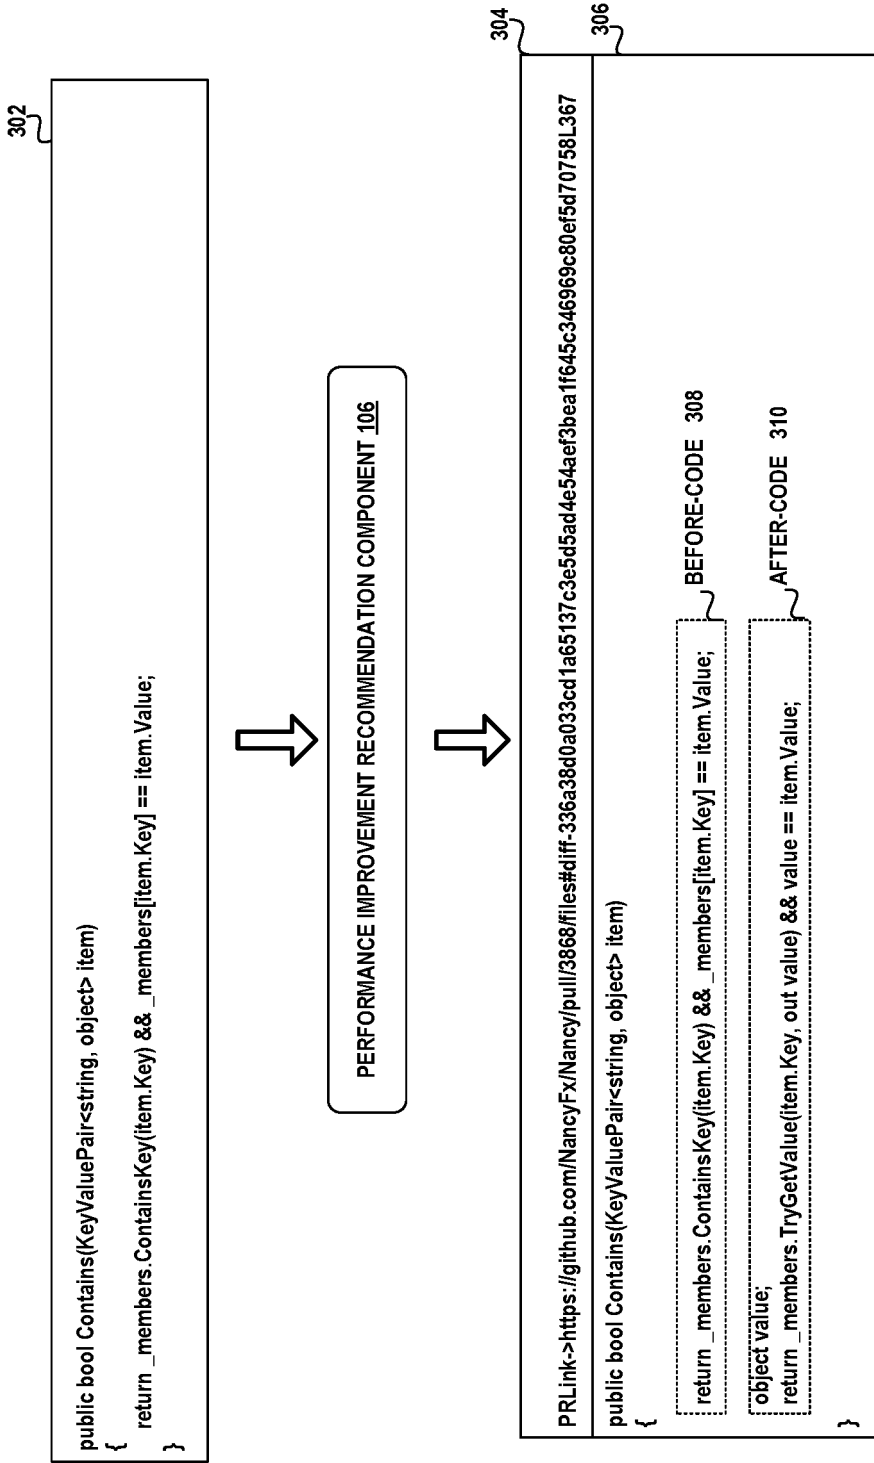 302
public bool Contains(KeyValuePair<string, object> item)
{
return _members.ContainsKey(item.Key) && _members[item.Key] == item.Value;
}
PERFORMANCE IMPROVEMENT RECOMMENDATION COMPONENT 106
304
PRLink->https://github.com/NancyFx/Nancy/pull/3868/files#diff-336a38d0a033cd1a65137c3e5d5ad4e54aef3bea1f645c346969c80ef5d70758L367
306
public bool Contains(KeyValuePair<string, object> item)
{
BEFORE-CODE 308
return _members.ContainsKey(item.Key) && _members[item.Key] == item.Value;
AFTER-CODE 310
object value;
return _members.TryGetValue(item.Key, out value) && value == item.Value;
}